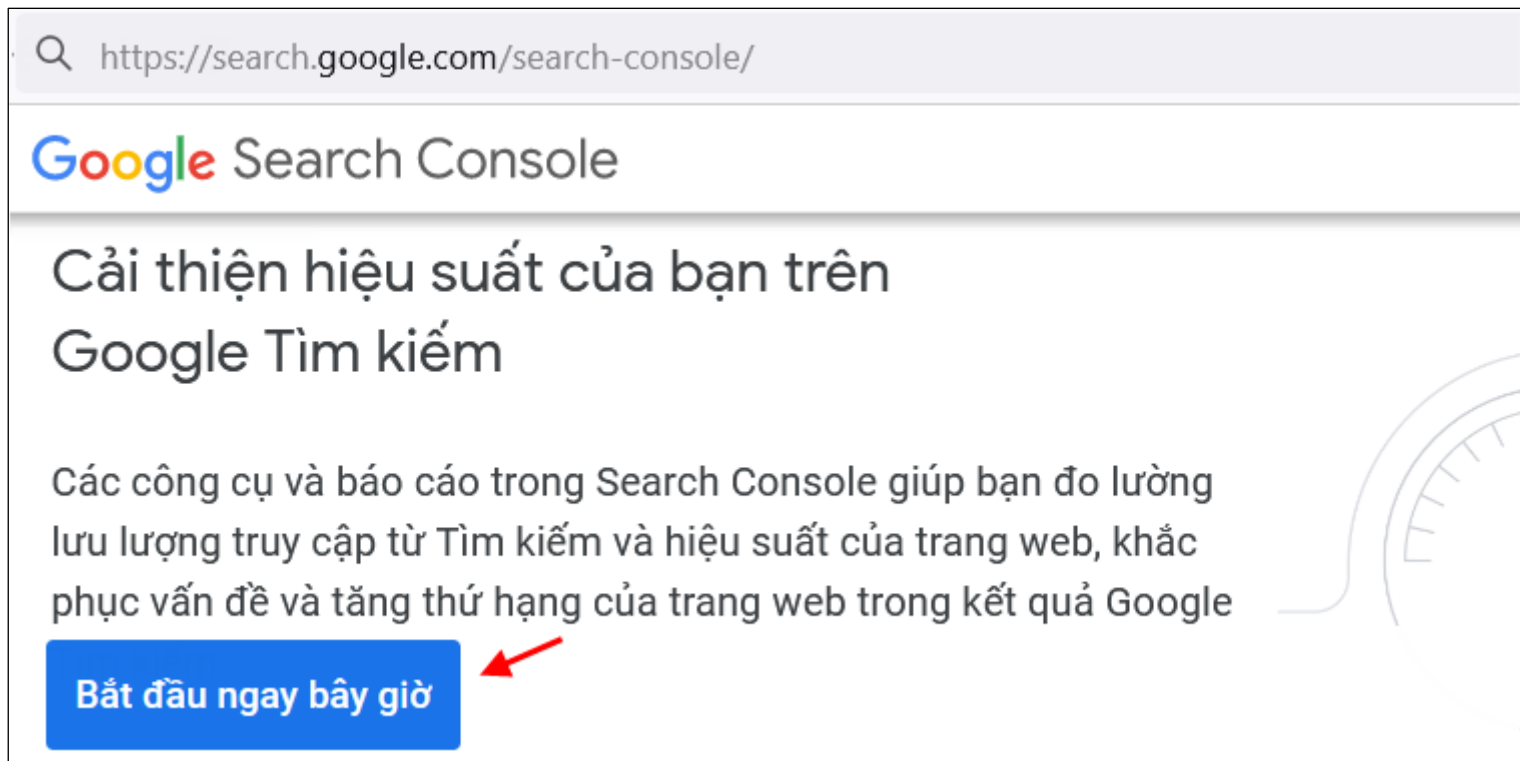 https://search.google.com/search-console/
Google Search Console
Cải thiện hiệu suất của bạn trên
Google Tìm kiếm
Các công cụ và báo cáo trong Search Console giúp bạn đo lường
lưu lượng truy cập từ Tìm kiếm và hiệu suất của trang web, khắc
phục vấn đề và tăng thứ hạng của trang web trong kết quả Google
Bắt đầu ngay bây giờ